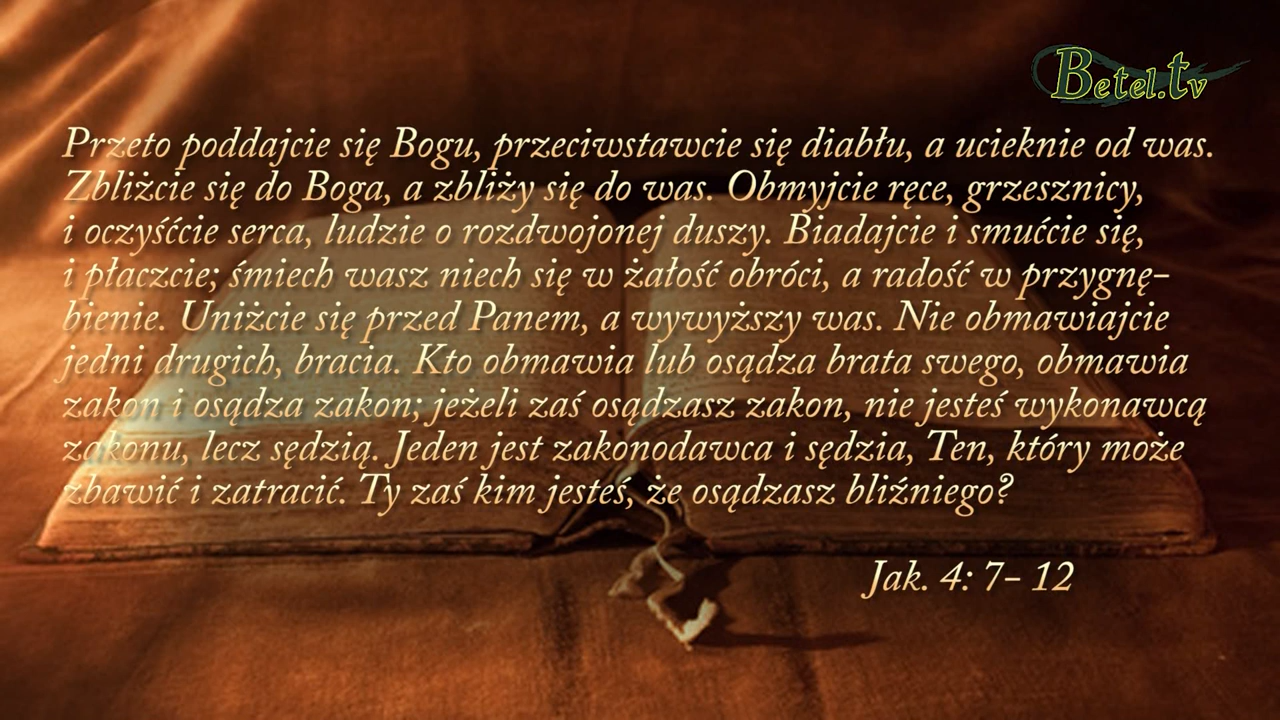 Betel.tv
Przeto poddajcie się Bogu, przeciwstawcie się diabłu, a ucieknie od was.
Zbliżcie się do Boga, a zbliży się do was. Obmyjcie ręce, grzesznicy,
i oczyśćcie serca, ludzie o rozdwojonej duszy. Biadajcie i smućcie się,
i płaczcie; śmiech wasz niech się w żałość obróci, a radość w przygnę-
bienie. Uniżcie się przed Panem, a wywyższy was. Nie obmawiajcie
jedni drugich, bracia. Kto obmawia lub osądza brata swego, obmawia
zakon i osądza zakon; jeżeli zaś osądzasz zakon, nie jesteś wykonawcą
zakonu, lecz sędzią. Jeden jest zakonodawca i sędzia, Ten, który może
zbawić i zatracić. Ty zaś kim jesteś, że osądzasz bliźniego?
Jak. 4: 7- 12